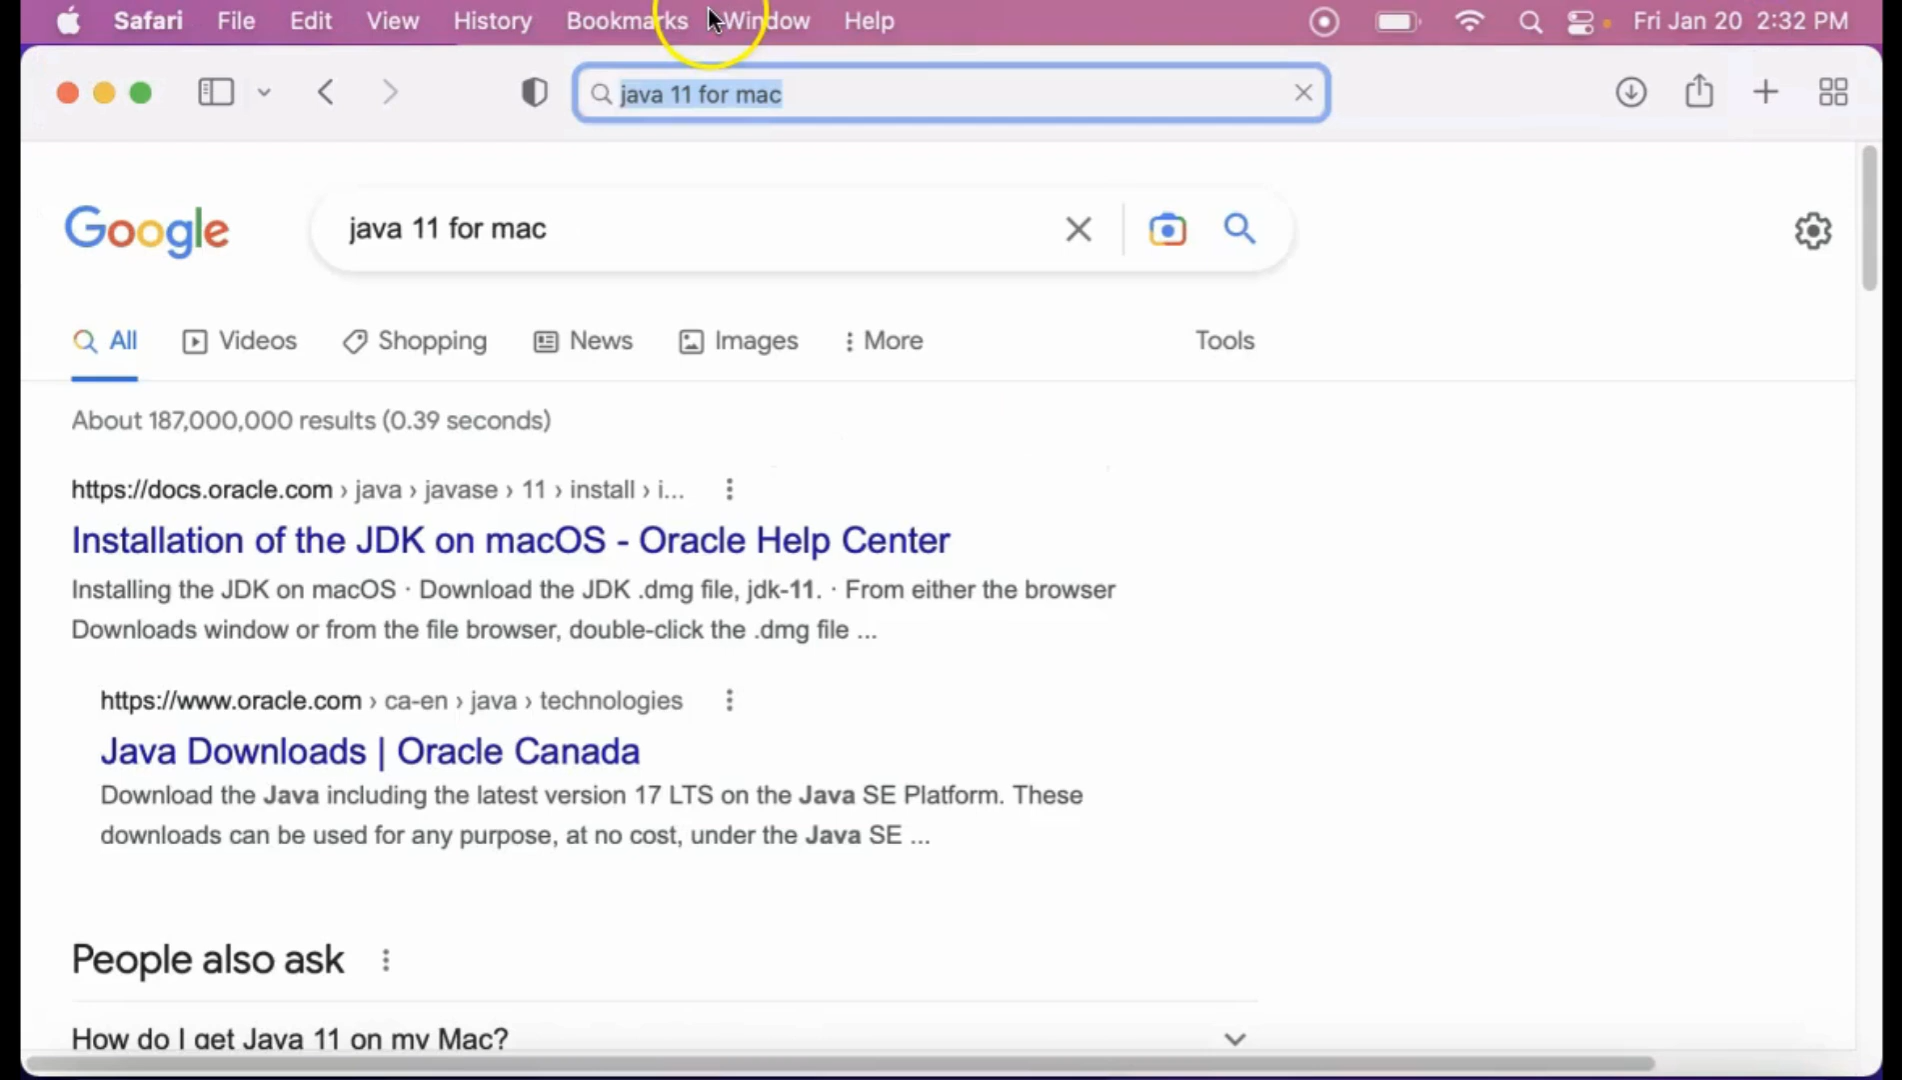 Safari File Edit View History Bookmarks Window Help Fri Jan 20 2:32 PM
java 11 for mac
Google java 11 for mac
All Videos Shopping News Images More Tools
About 187,000,000 results (0.39 seconds)
https://docs.oracle.com › java › javase › 11 › install › i...
Installation of the JDK on macOS - Oracle Help Center
Installing the JDK on macOS · Download the JDK .dmg file, jdk-11. · From either the browser
Downloads window or from the file browser, double-click the .dmg file ...
https://www.oracle.com › ca-en › java › technologies
Java Downloads | Oracle Canada
Download the Java including the latest version 17 LTS on the Java SE Platform. These
downloads can be used for any purpose, at no cost, under the Java SE ...
People also ask
How do I get Java 11 on my Mac?